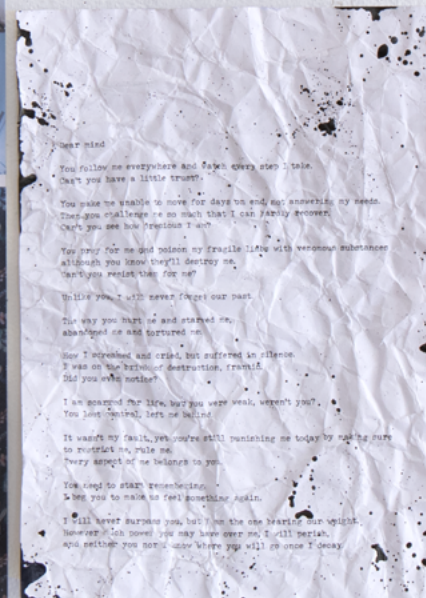 Dear mind
You follow me everywhere and watch every step I take.
Can't you have a little trust?
You make me unable to move for days on end, not answering my needs.
Then you challenge me so much that I can hardly recover.
Can't you see how precious I am?
You prey for me and poison my fragile limbs with venomous substances
although you know they'll destroy me.
Can't you resist them for me?
Unlike you, I will never forget our past.
The way you hurt me and starved me,
abandoned me and tortured me.
How I screamed and cried, but suffered in silence.
I was on the brink of destruction, frantic.
Did you even notice?
I am scarred for life, but you were weak, weren't you?
You lost control, left me behind.
It wasn't my fault, yet you're still punishing me today by making sure
to restrict me, rule me.
Every aspect of me belongs to you.
You need to start remembering.
I beg you to make us feel something again.
I will never surpass you, but I am the one bearing our weight.
However much power you may have over me, I will perish,
and neither you nor I know where you will go once I decay.